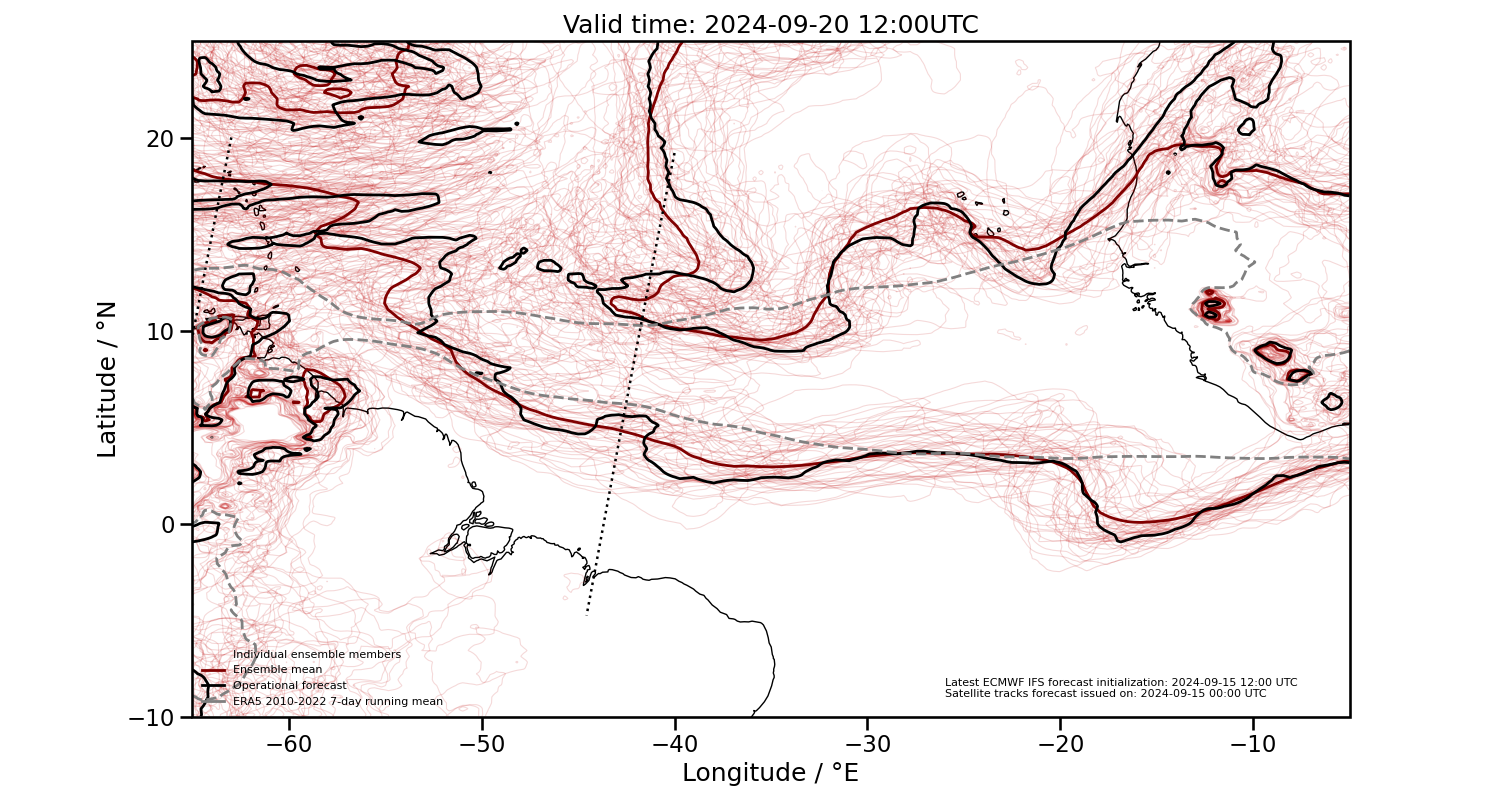 Valid time: 2024-09-20 12:00UTC
20
10
0
−10
Latitude / °N
Individual ensemble members
Ensemble mean
Operational forecast
ERA5 2010-2022 7-day running mean
Latest ECMWF IFS forecast initialization: 2024-09-15 12:00 UTC
Satellite tracks forecast issued on: 2024-09-15 00:00 UTC
−60 −50 −40 −30 −20 −10
Longitude / °E